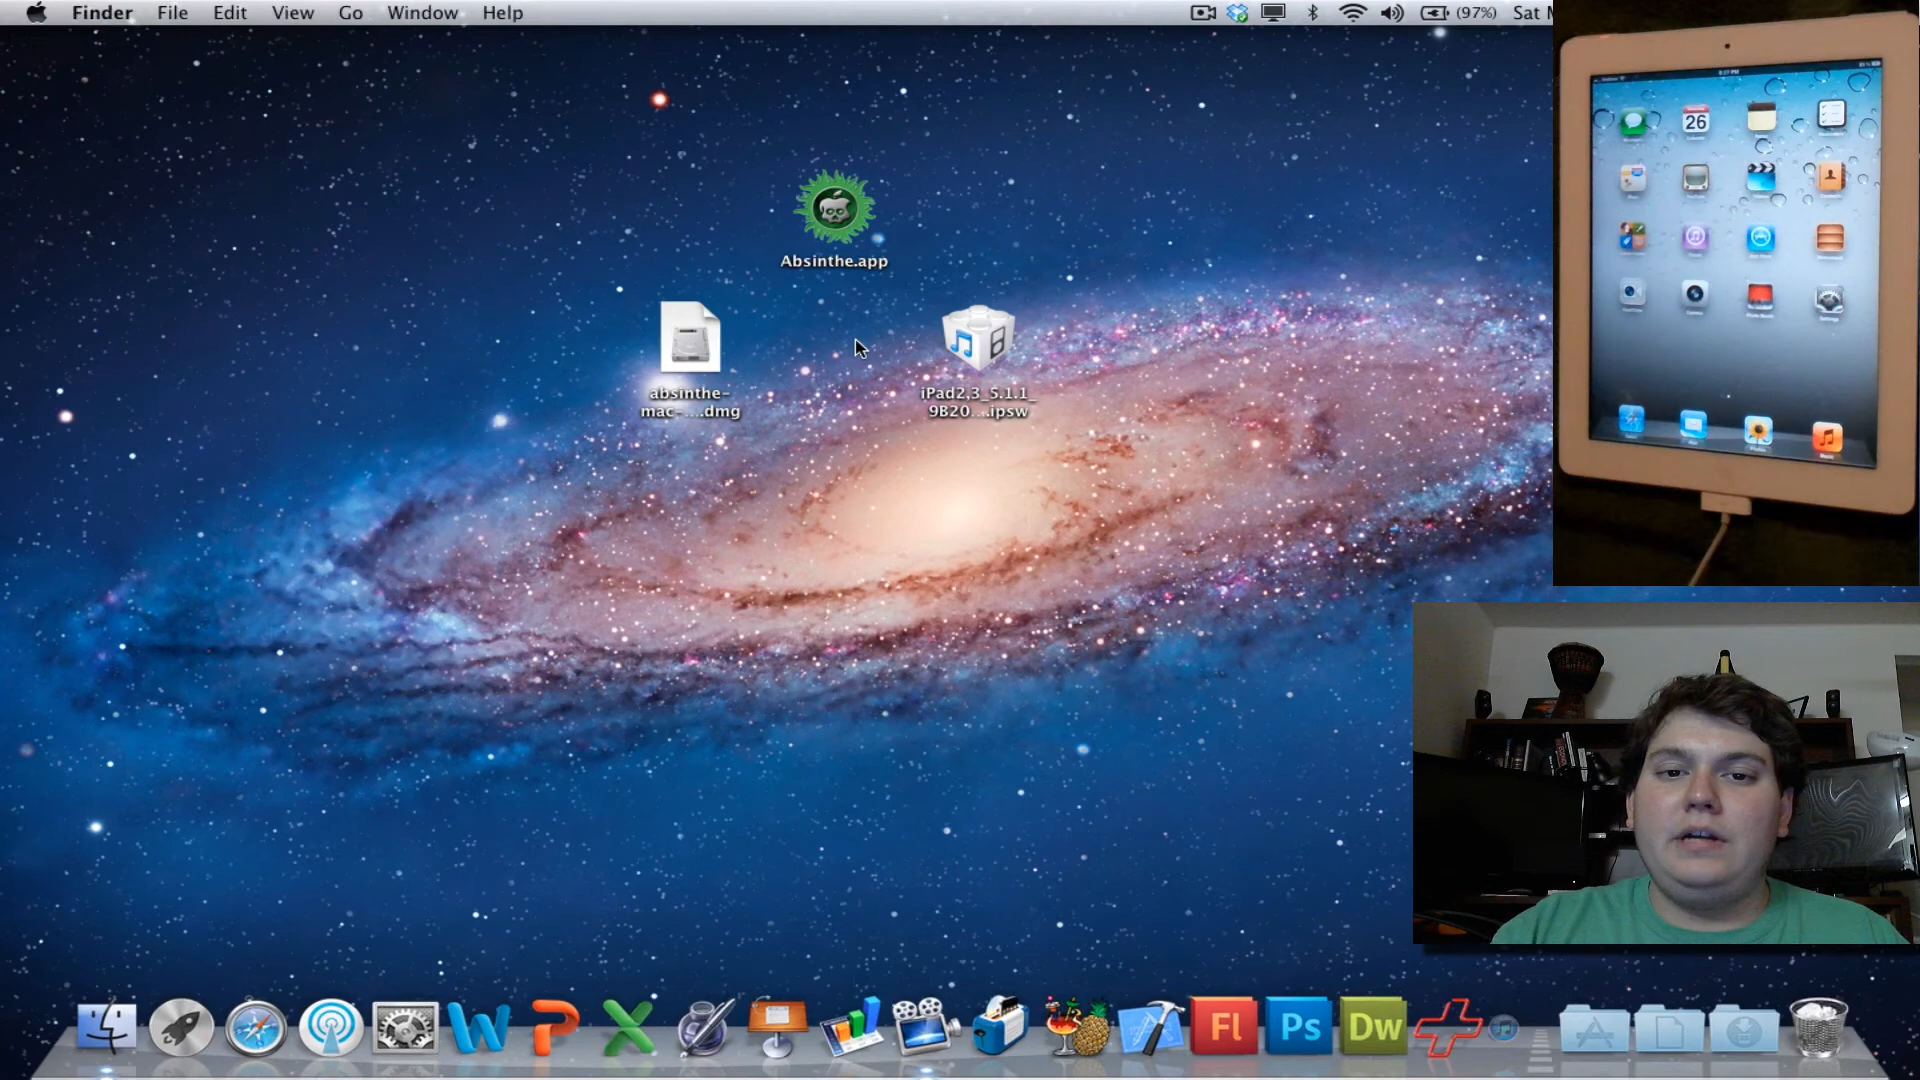 Finder File Edit View Go Window Help (97%) Sat
Absinthe.app
absinthe-
mac-....dmg
iPad2,3_5.1.1_
9B20...ipsw
26
W P X Fl Ps Dw